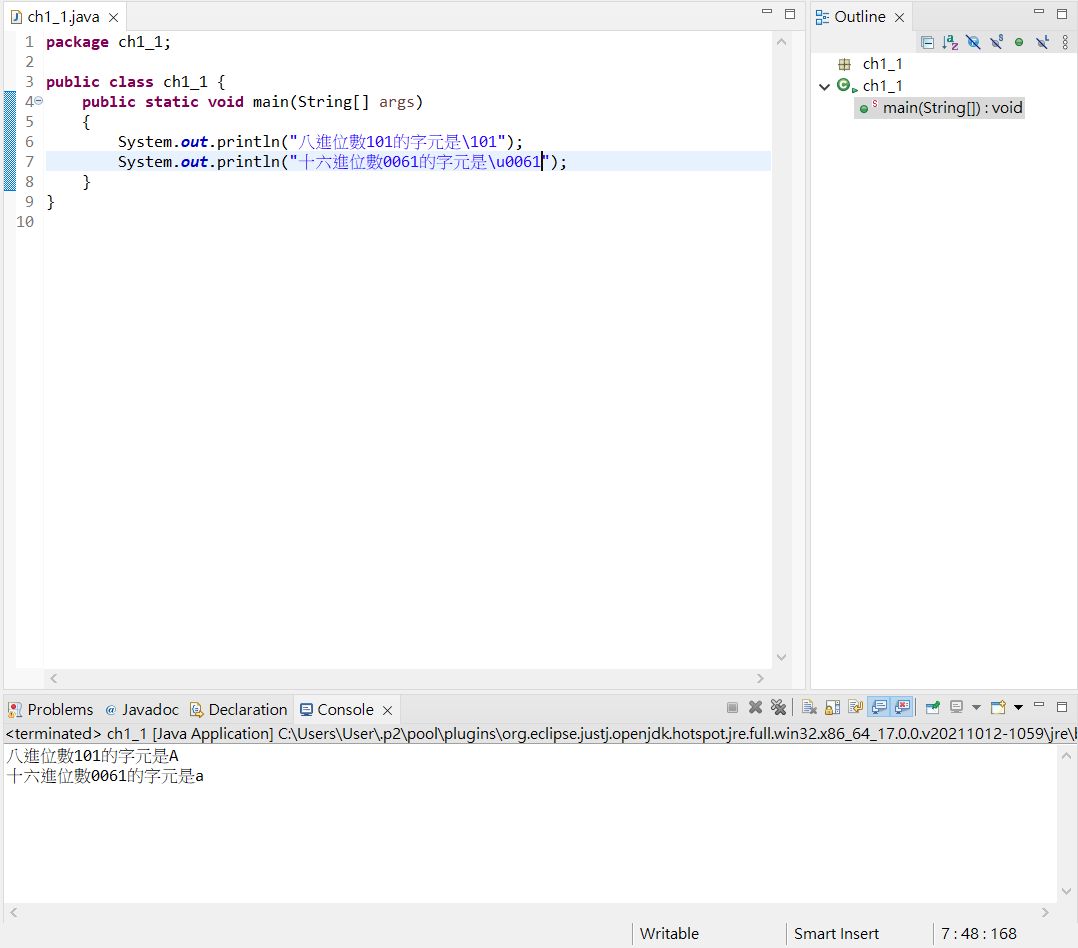 ch1_1.java
1 package ch1_1;
2
3 public class ch1_1 {
4     public static void main(String[] args)
5     {
6         System.out.println("八進位數101的字元是\101");
7         System.out.println("十六進位數0061的字元是\u0061");
8     }
9 }
10
Outline
ch1_1
ch1_1
main(String[]) : void
Problems @ Javadoc Declaration Console
<terminated> ch1_1 [Java Application] C:\Users\User\.p2\pool\plugins\org.eclipse.justj.openjdk.hotspot.jre.full.win32.x86_64_17.0.0.v20211012-1059\jre\b
八進位數101的字元是A
十六進位數0061的字元是a
Writable Smart Insert 7 : 48 : 168